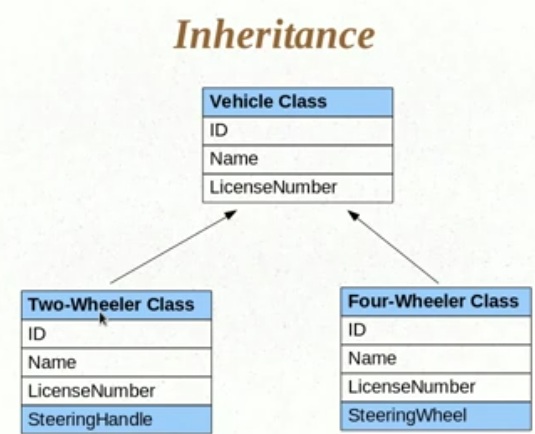 Inheritance
Vehicle Class
ID
Name
LicenseNumber
Two-Wheeler Class
ID
Name
LicenseNumber
SteeringHandle
Four-Wheeler Class
ID
Name
LicenseNumber
SteeringWheel